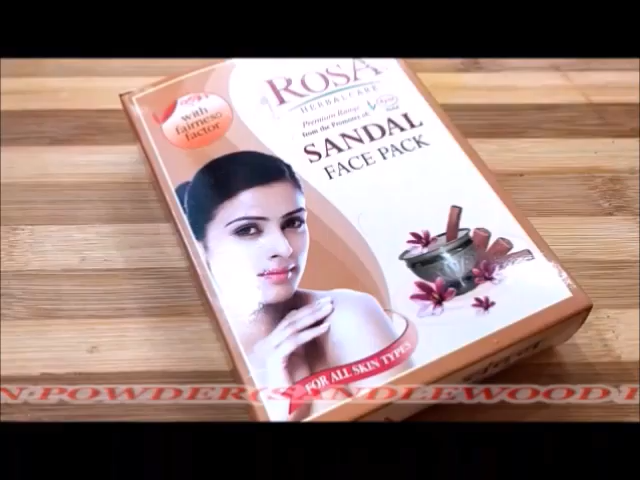 ROSA
HERBALCARE
Premium Range
from the Promoters of
SANDAL
FACE PACK
with
fairness
factor
FOR ALL SKIN TYPES
N POWDER(SANDLEWOOD